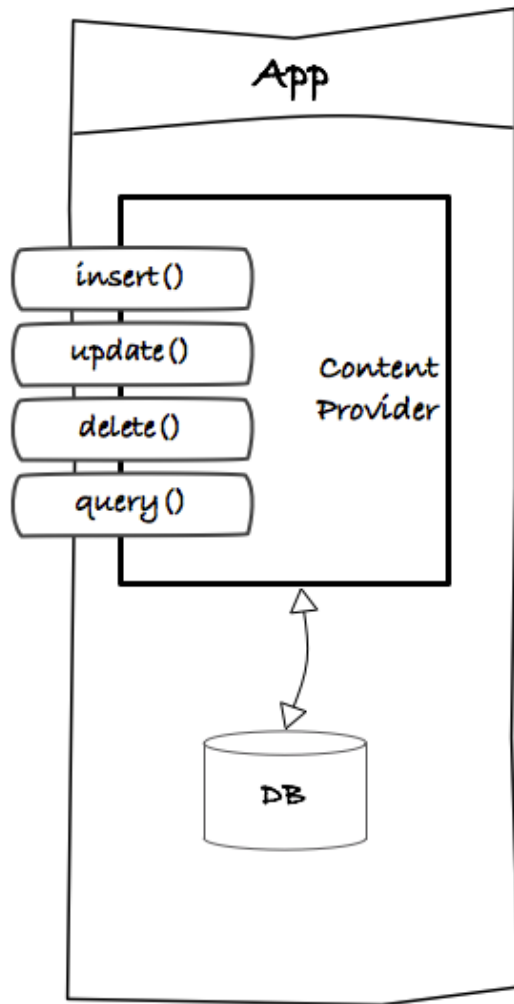 App
insert()
update()
delete()
query()
Content
Provider
DB